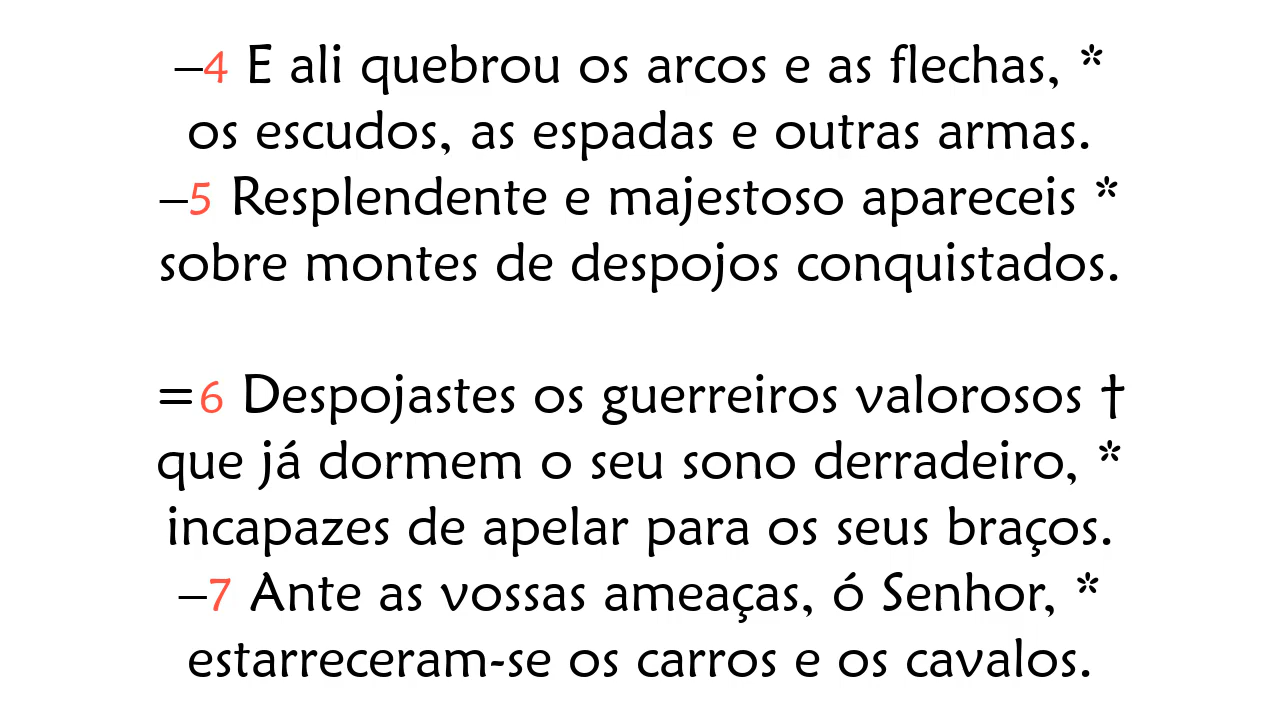 –4 E ali quebrou os arcos e as flechas, *
os escudos, as espadas e outras armas.
–5 Resplendente e majestoso apareceis *
sobre montes de despojos conquistados.
=6 Despojastes os guerreiros valorosos †
que já dormem o seu sono derradeiro, *
incapazes de apelar para os seus braços.
–7 Ante as vossas ameaças, ó Senhor, *
estarreceram-se os carros e os cavalos.